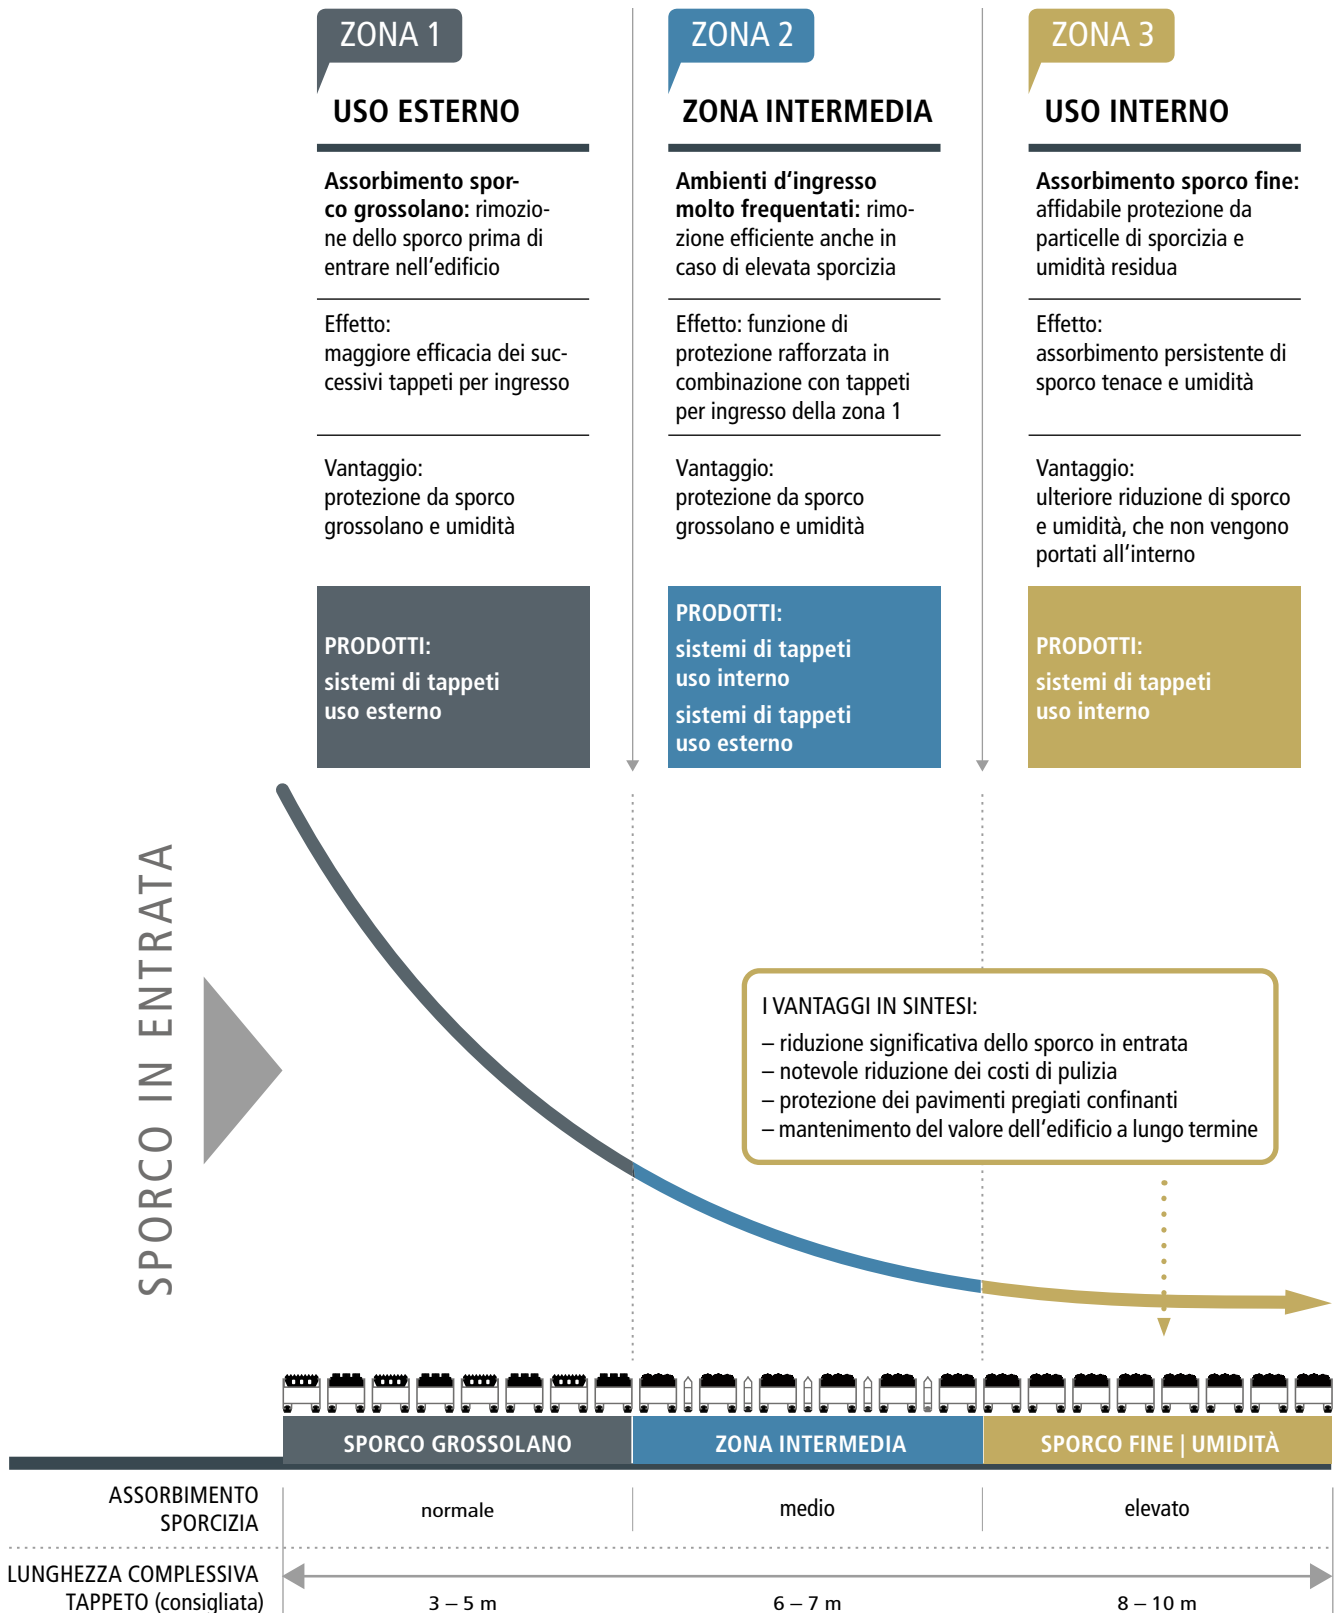 ZONA 1
USO ESTERNO
Assorbimento spor-
co grossolano: rimozio-
ne dello sporco prima di
entrare nell'edificio
Effetto:
maggiore efficacia dei suc-
cessivi tappeti per ingresso
Vantaggio:
protezione da sporco
grossolano e umidità
PRODOTTI:
sistemi di tappeti
uso esterno
ZONA 2
ZONA INTERMEDIA
Ambienti d‘ingresso
molto frequentati: rimo-
zione efficiente anche in
caso di elevata sporcizia
Effetto: funzione di
protezione rafforzata in
combinazione con tappeti
per ingresso della zona 1
Vantaggio:
protezione da sporco
grossolano e umidità
PRODOTTI:
sistemi di tappeti
uso interno
sistemi di tappeti
uso esterno
ZONA 3
USO INTERNO
Assorbimento sporco fine:
affidabile protezione da
particelle di sporcizia e
umidità residua
Effetto:
assorbimento persistente di
sporco tenace e umidità
Vantaggio:
ulteriore riduzione di sporco
e umidità, che non vengono
portati all'interno
PRODOTTI:
sistemi di tappeti
uso interno
SPORCO IN ENTRATA
I VANTAGGI IN SINTESI:
– riduzione significativa dello sporco in entrata
– notevole riduzione dei costi di pulizia
– protezione dei pavimenti pregiati confinanti
– mantenimento del valore dell'edificio a lungo termine
SPORCO GROSSOLANO
ZONA INTERMEDIA
SPORCO FINE | UMIDITÀ
ASSORBIMENTO
SPORCIZIA
normale
medio
elevato
LUNGHEZZA COMPLESSIVA
TAPPETO (consigliata)
3 – 5 m
6 – 7 m
8 – 10 m